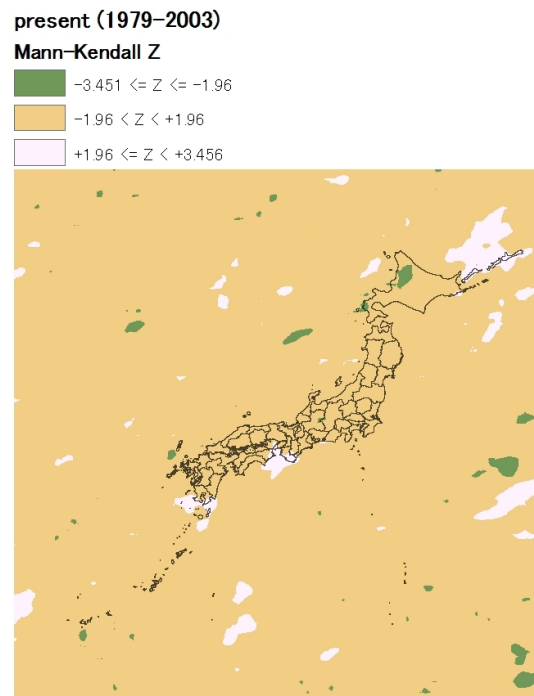 present (1979-2003)
Mann-Kendall Z
-3.451 <= Z <= -1.96
-1.96 < Z < +1.96
+1.96 <= Z < +3.456